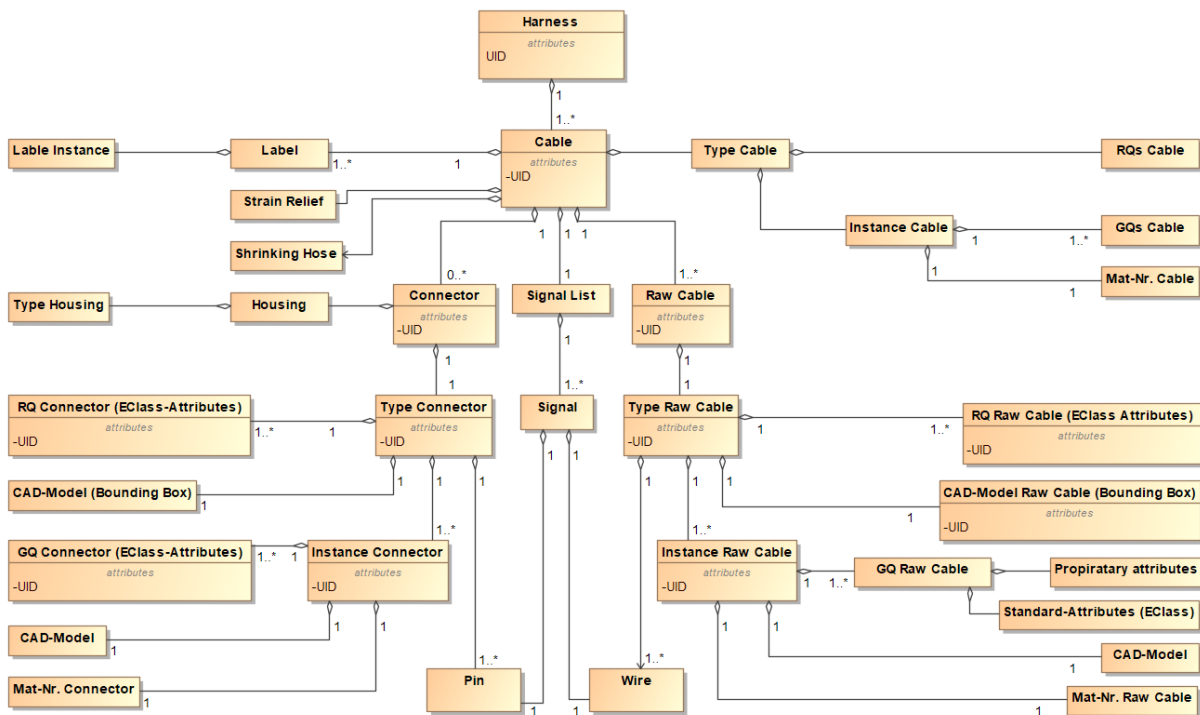 Harness
attributes
UID
1
1..*
Cable
attributes
-UID
Lable Instance
Label
1..*
1
Type Cable
RQs Cable
Strain Relief
Shrinking Hose
Instance Cable
1
1..*
GQs Cable
1
1
Mat-Nr. Cable
1
1
1
0..*
1
1..*
Type Housing
Housing
Connector
attributes
-UID
Signal List
Raw Cable
attributes
-UID
1
1
1
1..*
1
1
RQ Connector (EClass-Attributes)
attributes
-UID
1..*
1
Type Connector
attributes
-UID
Signal
Type Raw Cable
attributes
-UID
1
1..*
RQ Raw Cable (EClass Attributes)
attributes
-UID
1
1
1
1
1
1
1
1
CAD-Model (Bounding Box)
1
1
CAD-Model Raw Cable (Bounding Box)
attributes
-UID
1..*
1..*
GQ Connector (EClass-Attributes)
attributes
-UID
1..*
1
Instance Connector
attributes
-UID
Instance Raw Cable
attributes
-UID
1
1..*
GQ Raw Cable
Propiratary attributes
Standard-Attributes (EClass)
1
1
1
1
CAD-Model
1
1
CAD-Model
1..*
1..*
Mat-Nr. Connector
1
Pin
1
1
Wire
1
Mat-Nr. Raw Cable